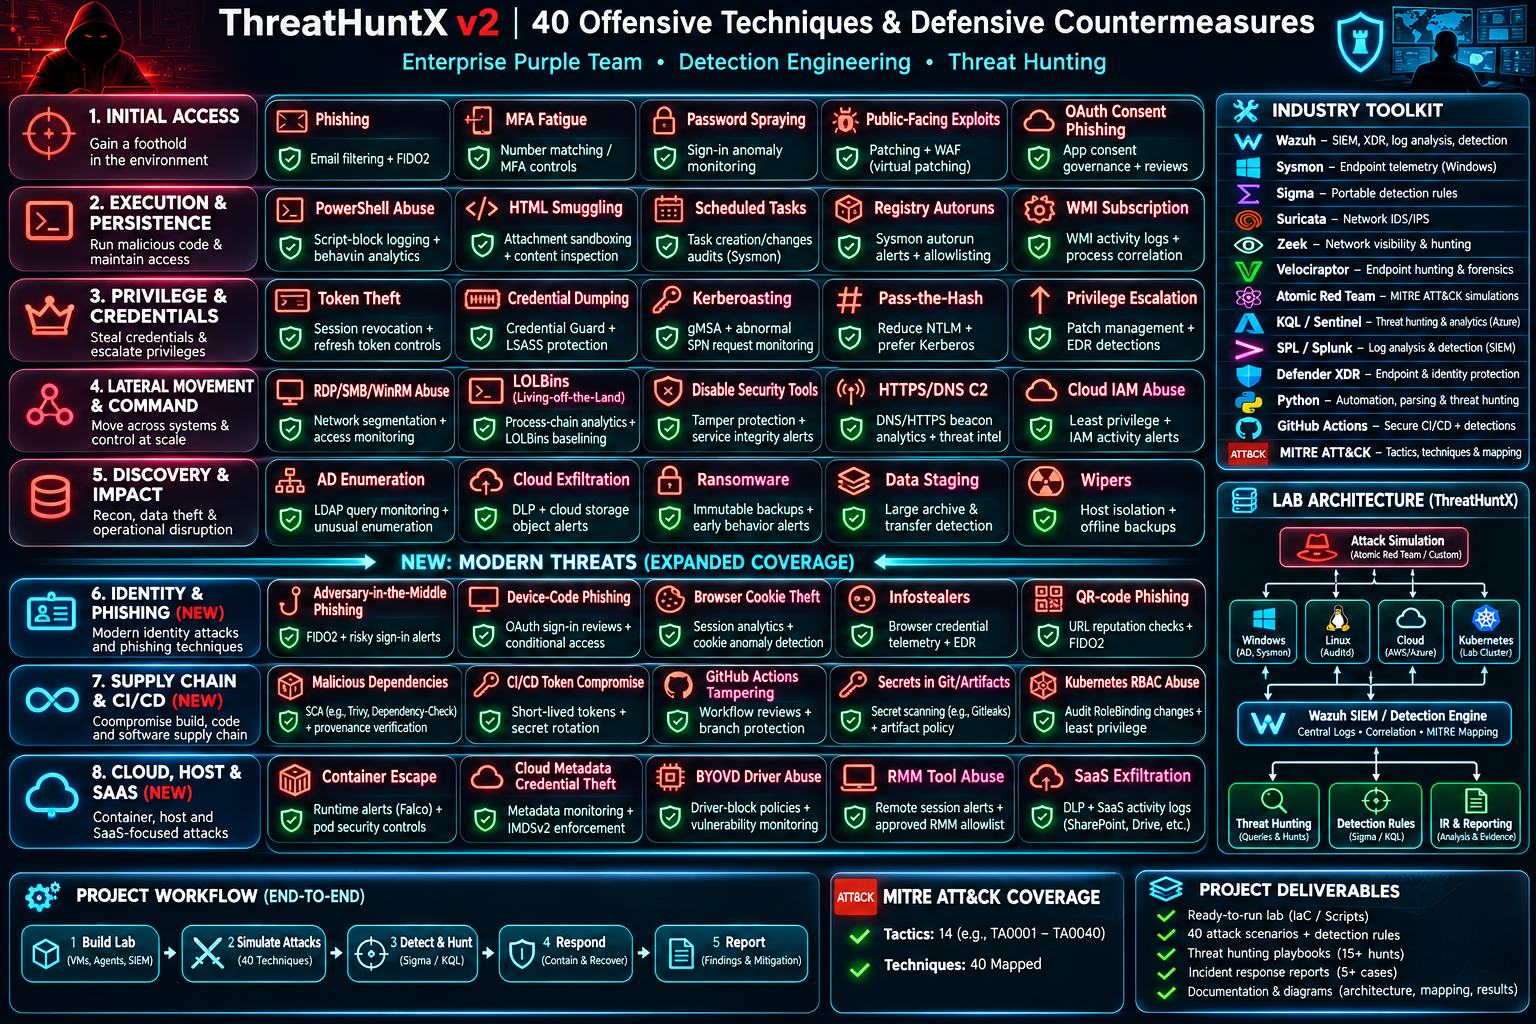 ThreatHuntX v2 | 40 Offensive Techniques & Defensive Countermeasures
Enterprise Purple Team • Detection Engineering • Threat Hunting
1. INITIAL ACCESS
Gain a foothold
in the environment
Phishing
Email filtering + FIDO2
MFA Fatigue
Number matching /
MFA controls
Password Spraying
Sign-in anomaly
monitoring
Public-Facing Exploits
Patching + WAF
(virtual patching)
OAuth Consent
Phishing
App consent
governance + reviews
2. EXECUTION &
PERSISTENCE
Run malicious code &
maintain access
PowerShell Abuse
Script-block logging +
behavıın analytics
HTML Smuggling
Attachment sandboxing
+ content inspection
Scheduled Tasks
Task creation/changes
audits (Sysmon)
Registry Autoruns
Sysmon autorun
alerts + allowlisting
WMI Subscription
WMI activity logs +
process correlation
3. PRIVILEGE &
CREDENTIALS
Steal credentials &
escalate privileges
Token Theft
Session revocation +
refresh token controls
Credential Dumping
Credential Guard +
LSASS protection
Kerberoasting
gMSA + abnormal
SPN request monitoring
Pass-the-Hash
Reduce NTLM +
prefer Kerberos
Privilege Escalation
Patch management +
EDR detections
4. LATERAL MOVEMENT
& COMMAND
Move across systems &
control at scale
RDP/SMB/WinRM Abuse
Network segmentation +
access monitoring
LOLBins
(Living-off-the-Land)
Process-chain analytics +
LOLBins baselining
Disable Security Tools
Tamper protection +
service integrity alerts
HTTPS/DNS C2
DNS/HTTPS beacon
analytics + threat intel
Cloud IAM Abuse
Least privilege +
IAM activity alerts
5. DISCOVERY &
IMPACT
Recon, data theft &
operational disruption
AD Enumeration
LDAP query monitoring +
unusual enumeration
Cloud Exfiltration
DLP + cloud storage
object alerts
Ransomware
Immutable backups +
early behavior alerts
Data Staging
Large archive &
transfer detection
Wipers
Host isolation +
offline backups
NEW: MODERN THREATS (EXPANDED COVERAGE)
6. IDENTITY &
PHISHING (NEW)
Modern identity attacks
and phishing techniques
Adversary-in-the-Middle
Phishing
FIDO2 + risky sign-in alerts
Device-Code Phishing
OAuth sign-in reviews +
conditional access
Browser Cookie Theft
Session analytics +
cookie anomaly detection
Infostealers
Browser credential
telemetry + EDR
QR-code Phishing
URL reputation checks +
FIDO2
7. SUPPLY CHAIN
& CI/CD (NEW)
Coompromise build, code
and software supply chain
Malicious Dependencies
SCA (e.g., Trivy, Dependency-Check)
+ provenance verification
CI/CD Token Compromise
Short-lived tokens +
secret rotation
GitHub Actions
Tampering
Workflow reviews +
branch protection
Secrets in Git/Artifacts
Secret scanning (e.g., Gitleaks)
+ artifact policy
Kubernetes RBAC Abuse
Audit RoleBinding changes +
least privilege
8. CLOUD, HOST &
SAAS (NEW)
Container, host and
SaaS-focused attacks
Container Escape
Runtime alerts (Falco) +
pod security controls
Cloud Metadata
Credential Theft
Metadata monitoring +
IMDSv2 enforcement
BYOVD Driver Abuse
Driver-block policies +
vulnerability monitoring
RMM Tool Abuse
Remote session alerts +
approved RMM allowlist
SaaS Exfiltration
DLP + SaaS activity logs
(SharePoint, Drive, etc.)
INDUSTRY TOOLKIT
Wazuh – SIEM, XDR, log analysis, detection
Sysmon – Endpoint telemetry (Windows)
Sigma – Portable detection rules
Suricata – Network IDS/IPS
Zeek – Network visibility & hunting
Velociraptor – Endpoint hunting & forensics
Atomic Red Team – MITRE ATT&CK simulations
KQL / Sentinel – Threat hunting & analytics (Azure)
SPL / Splunk – Log analysis & detection (SIEM)
Defender XDR – Endpoint & identity protection
Python – Automation, parsing & threat hunting
GitHub Actions – Secure CI/CD + detections
ATT&CK MITRE ATT&CK – Tactics, techniques & mapping
LAB ARCHITECTURE (ThreatHuntX)
Attack Simulation
(Atomic Red Team / Custom)
Windows
(AD, Sysmon)
Linux
(Auditd)
Cloud
(AWS/Azure)
Kubernetes
(Lab Cluster)
Wazuh SIEM / Detection Engine
Central Logs • Correlation • MITRE Mapping
Threat Hunting
(Queries & Hunts)
Detection Rules
(Sigma / KQL)
IR & Reporting
(Analysis & Evidence)
PROJECT WORKFLOW (END-TO-END)
1 Build Lab
(VMs, Agents, SIEM)
2 Simulate Attacks
(40 Techniques)
3 Detect & Hunt
(Sigma / KQL)
4 Respond
(Contain & Recover)
5 Report
(Findings & Mitigation)
ATT&CK MITRE ATT&CK COVERAGE
Tactics: 14 (e.g., TA0001 – TA0040)
Techniques: 40 Mapped
PROJECT DELIVERABLES
Ready-to-run lab (IaC / Scripts)
40 attack scenarios + detection rules
Threat hunting playbooks (15+ hunts)
Incident response reports (5+ cases)
Documentation & diagrams (architecture, mapping, results)